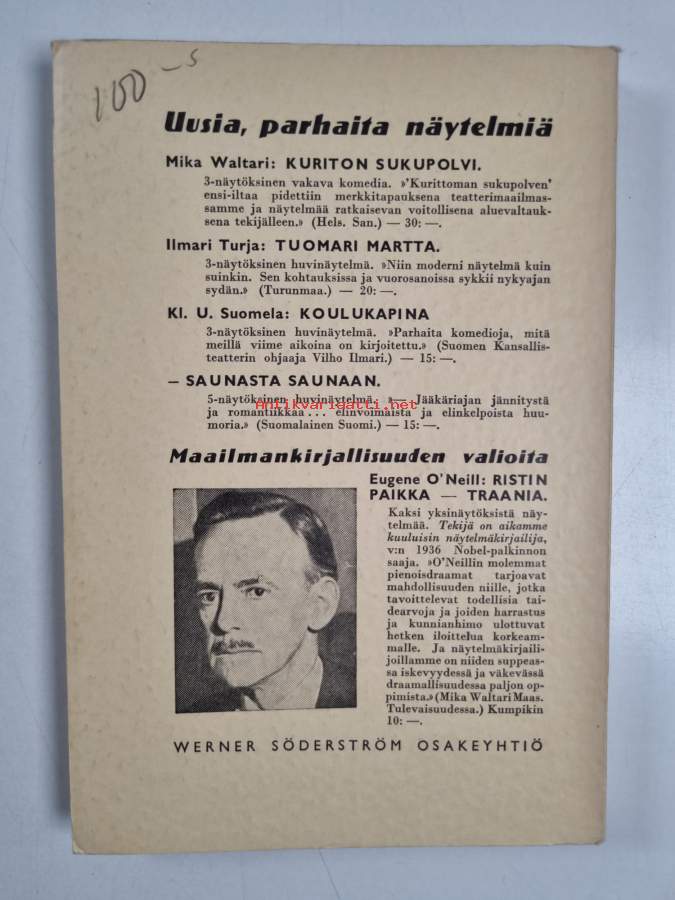 100 -s
Uusia, parhaita näytelmiä
Mika Waltari: KURITON SUKUPOLVI.
3-näytöksinen vakava komedia. »'Kurittoman sukupolven'
ensi-iltaa pidettiin merkkitapauksena teatterimaailmas-
samme ja näytelmää ratkaisevan voitollisena aluevaltauk-
sena tekijälleen.» (Hels. San.) — 30: —.
Ilmari Turja: TUOMARI MARTTA.
3-näytöksinen huvinäytelmä. »Niin moderni näytelmä kuin
suinkin. Sen kohtauksissa ja vuorosanoissa sykkii nykyajan
sydän.» (Turunmaa.) — 20: —.
Kl. U. Suomela: KOULUKAPINA
3-näytöksinen huvinäytelmä. »Parhaita komedioja, mitä
meillä viime aikoina on kirjoitettu.» (Suomen Kansallis-
teatterin ohjaaja Vilho Ilmari.) — 15: —.
— SAUNASTA SAUNAAN.
5-näytöksinen huvinäytelmä. »— Jääkäriajan jännitystä
Antiikvariaatti.net
ja romantiikkaa... elinvoimaista ja elinkelpoista huu-
moria.» (Suomalainen Suomi.) — 15: —.
Maailmankirjallisuuden valioita
Eugene O'Neill: RISTIN
PAIKKA — TRAANIA.
Kaksi yksinäytöksistä näy-
telmää. Tekijä on aikamme
kuuluisin näytelmäkirjailija,
v:n 1936 Nobel-palkinnon
saaja. »O'Neillin molemmat
pienoisdraamat tarjoavat
mahdollisuuden niille, jotka
tavoittelevat todellisia tai-
dearvoja ja joiden harrastus
ja kunnianhimo ulottuvat
hetken iloittelua korkeam-
malle. Ja näytelmäkirjaili-
joillamme on niiden suppeas-
sa iskevyydessä ja väkevässä
draamallisuudessa paljon op-
pimista.» (Mika Waltari Maas.
Tulevaisuudessa.) Kumpikin
10: —.
WERNER SÖDERSTRÖM OSAKEYHTIÖ